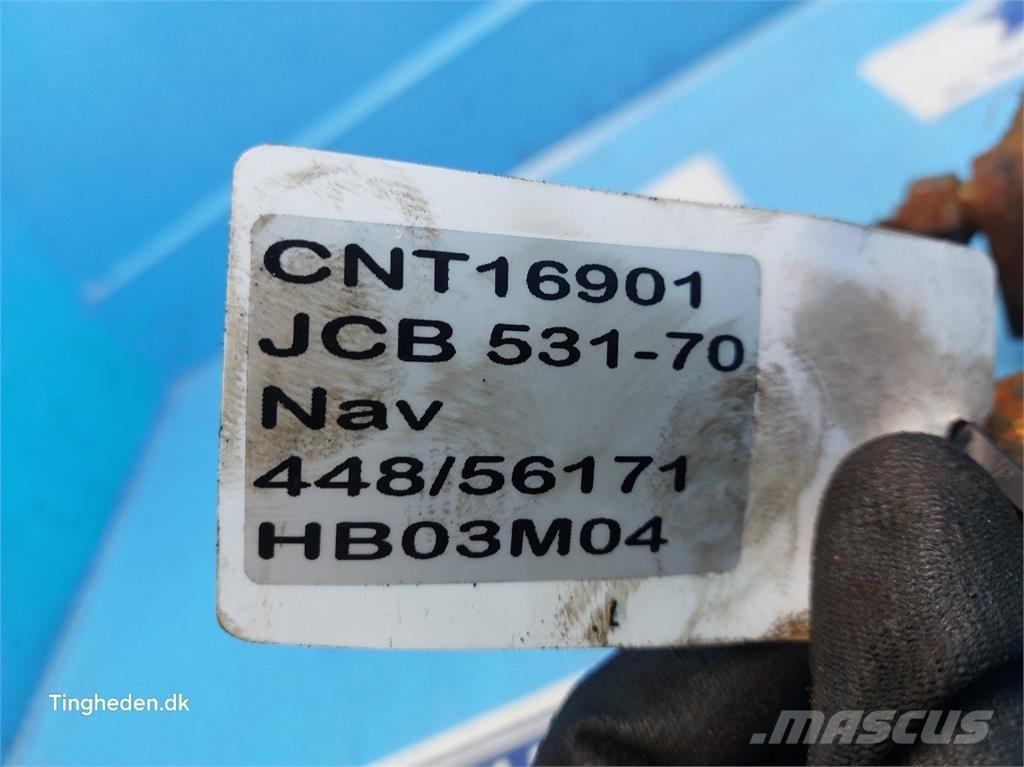 CNT16901
JCB 531-70
Nav
448/56171
HB03M04
Tingheden.dk
MASCUS